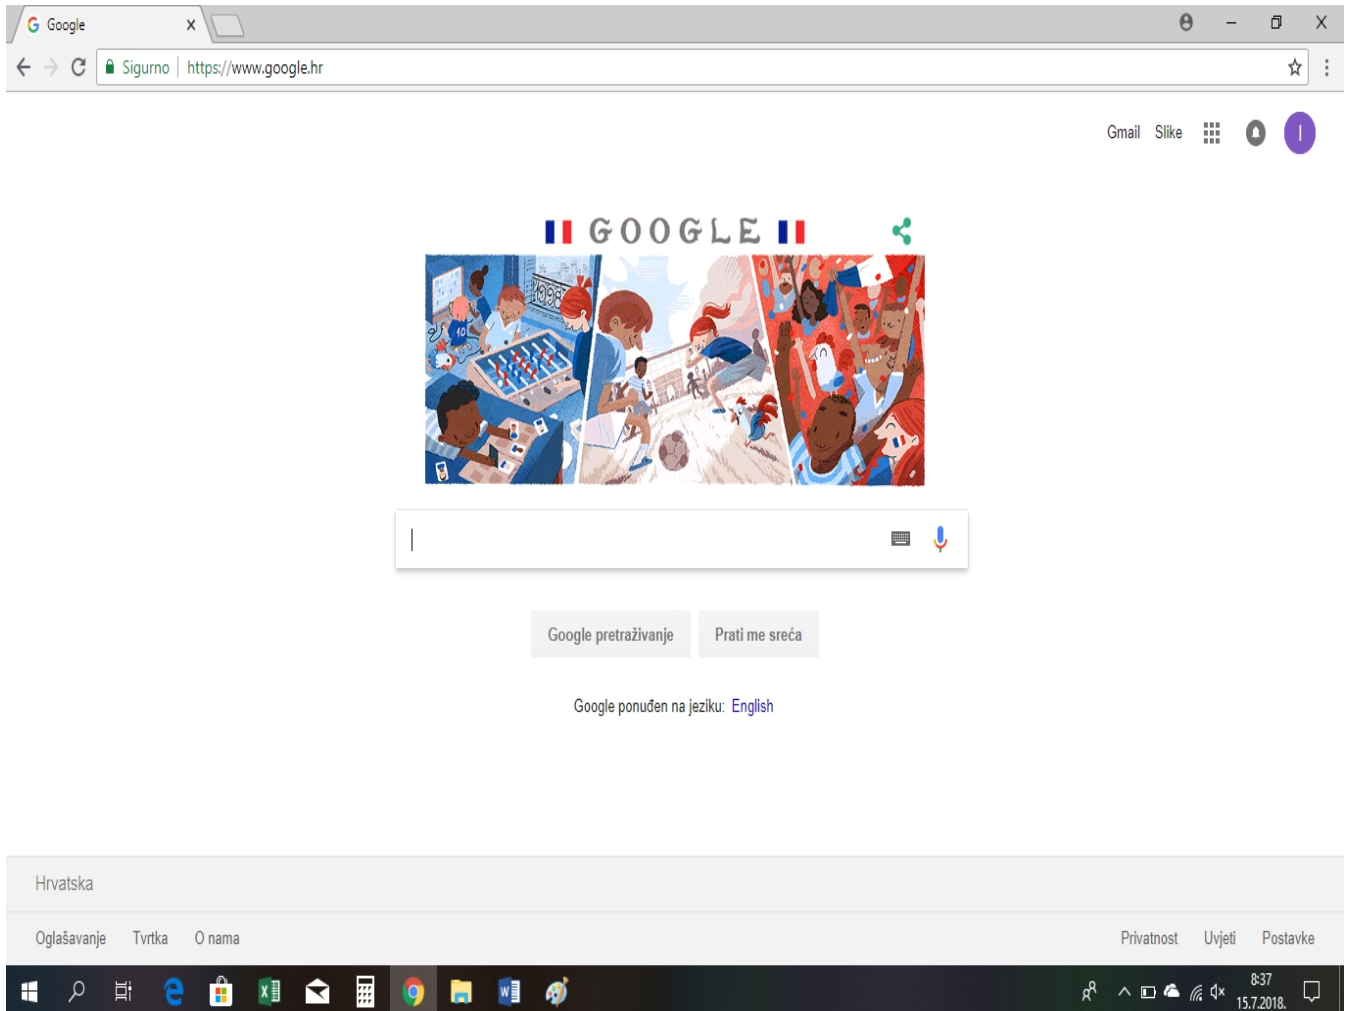 Google
Sigurno | https://www.google.hr
Gmail Slike
I
GOOGLE
1998
10
Google pretraživanje Prati me sreća
Google ponuđen na jeziku: English
Hrvatska
Oglašavanje Tvrtka O nama Privatnost Uvjeti Postavke
8:37
15.7.2018.